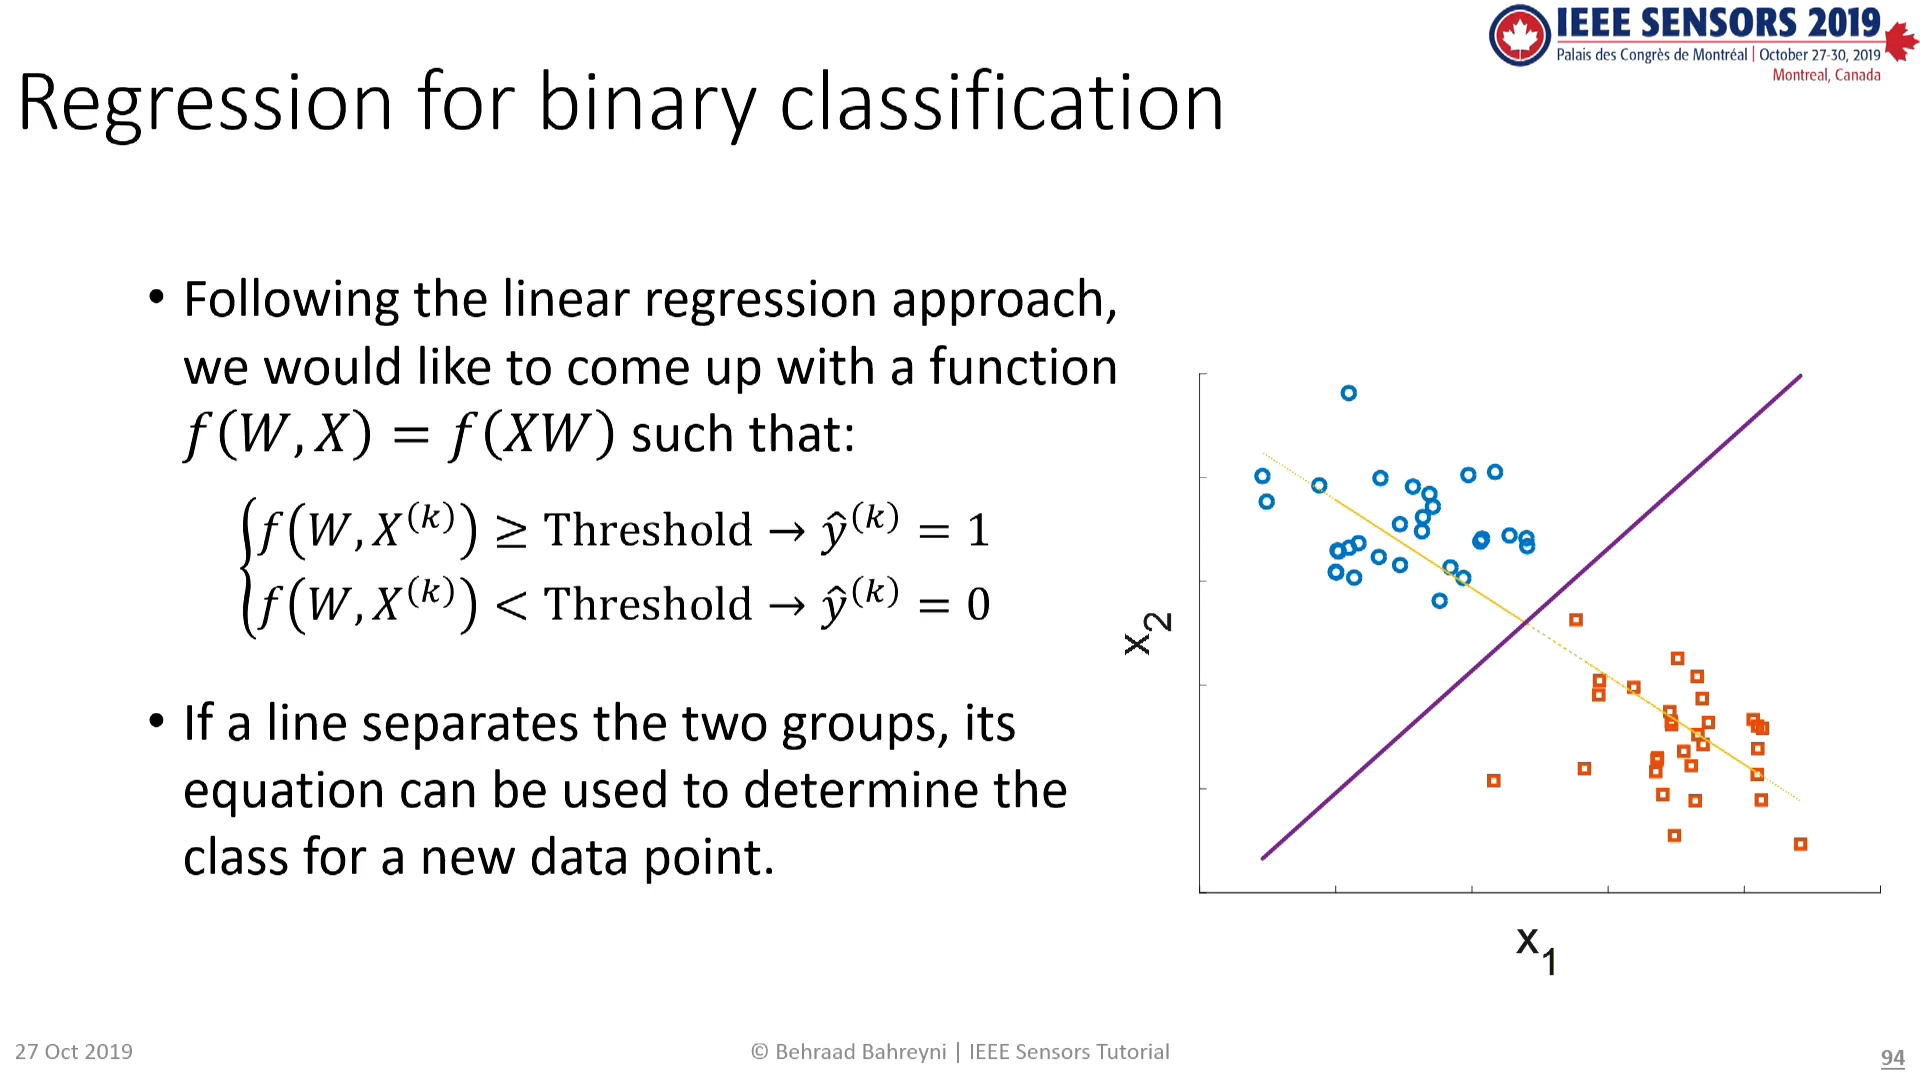 IEEE SENSORS 2019
Palais des Congrès de Montréal | October 27-30, 2019
Montreal, Canada
Regression for binary classification
• Following the linear regression approach,
we would like to come up with a function
f(W, X) = f(XW) such that:
f(W, X^(k)) ≥ Threshold → ŷ^(k) = 1
f(W, X^(k)) < Threshold → ŷ^(k) = 0
• If a line separates the two groups, its
equation can be used to determine the
class for a new data point.
x₂
x₁
27 Oct 2019
© Behraad Bahreyni | IEEE Sensors Tutorial
94